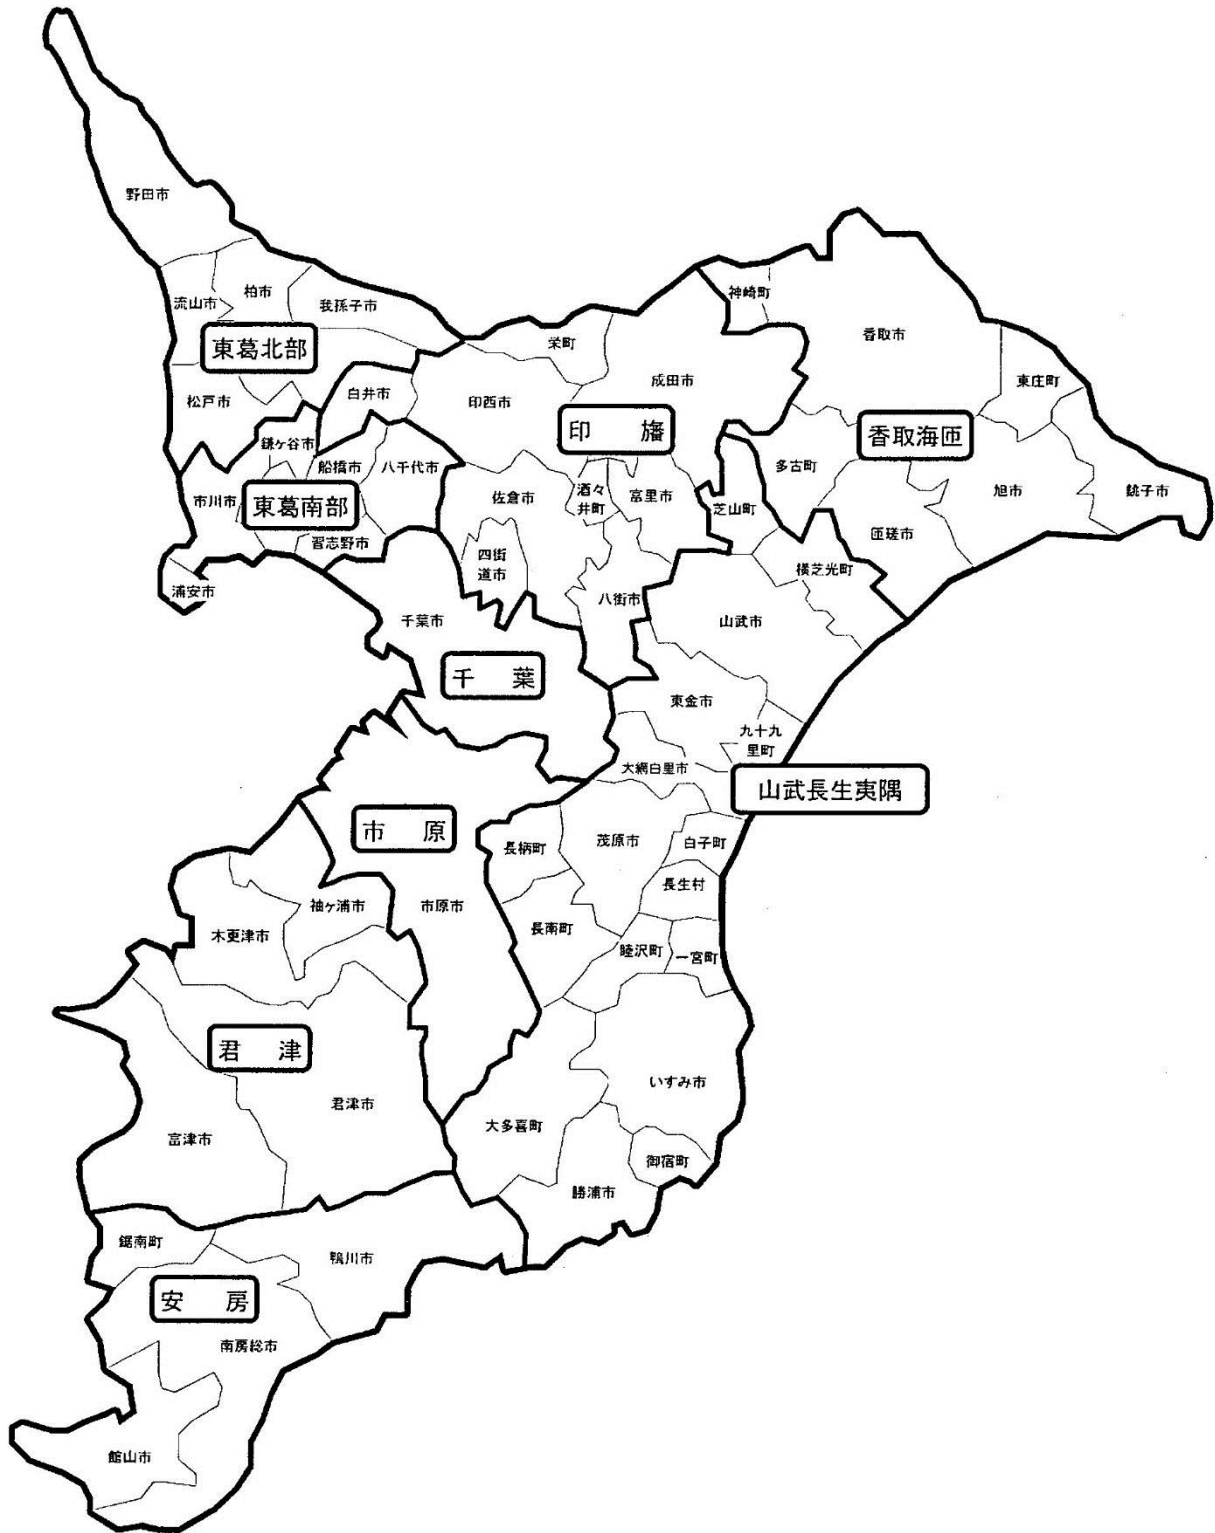 野田市
流山市
柏市
我孫子市
東葛北部
松戸市
白井市
鎌ヶ谷市
船橋市
八千代市
市川市
東葛南部
習志野市
浦安市
神崎町
香取市
栄町
成田市
東庄町
印西市
印　旛
香取海匝
多古町
旭市
銚子市
佐倉市
酒々
井町
富里市
芝山町
匝瑳市
四街
道市
八街市
横芝光町
山武市
千葉市
千　葉
東金市
九十九
里町
大網白里市
山武長生夷隅
市　原
長柄町
茂原市
白子町
長生村
袖ヶ浦市
市原市
木更津市
長南町
睦沢町
一宮町
君　津
君津市
いすみ市
富津市
大多喜町
御宿町
勝浦市
鋸南町
鴨川市
安　房
南房総市
館山市